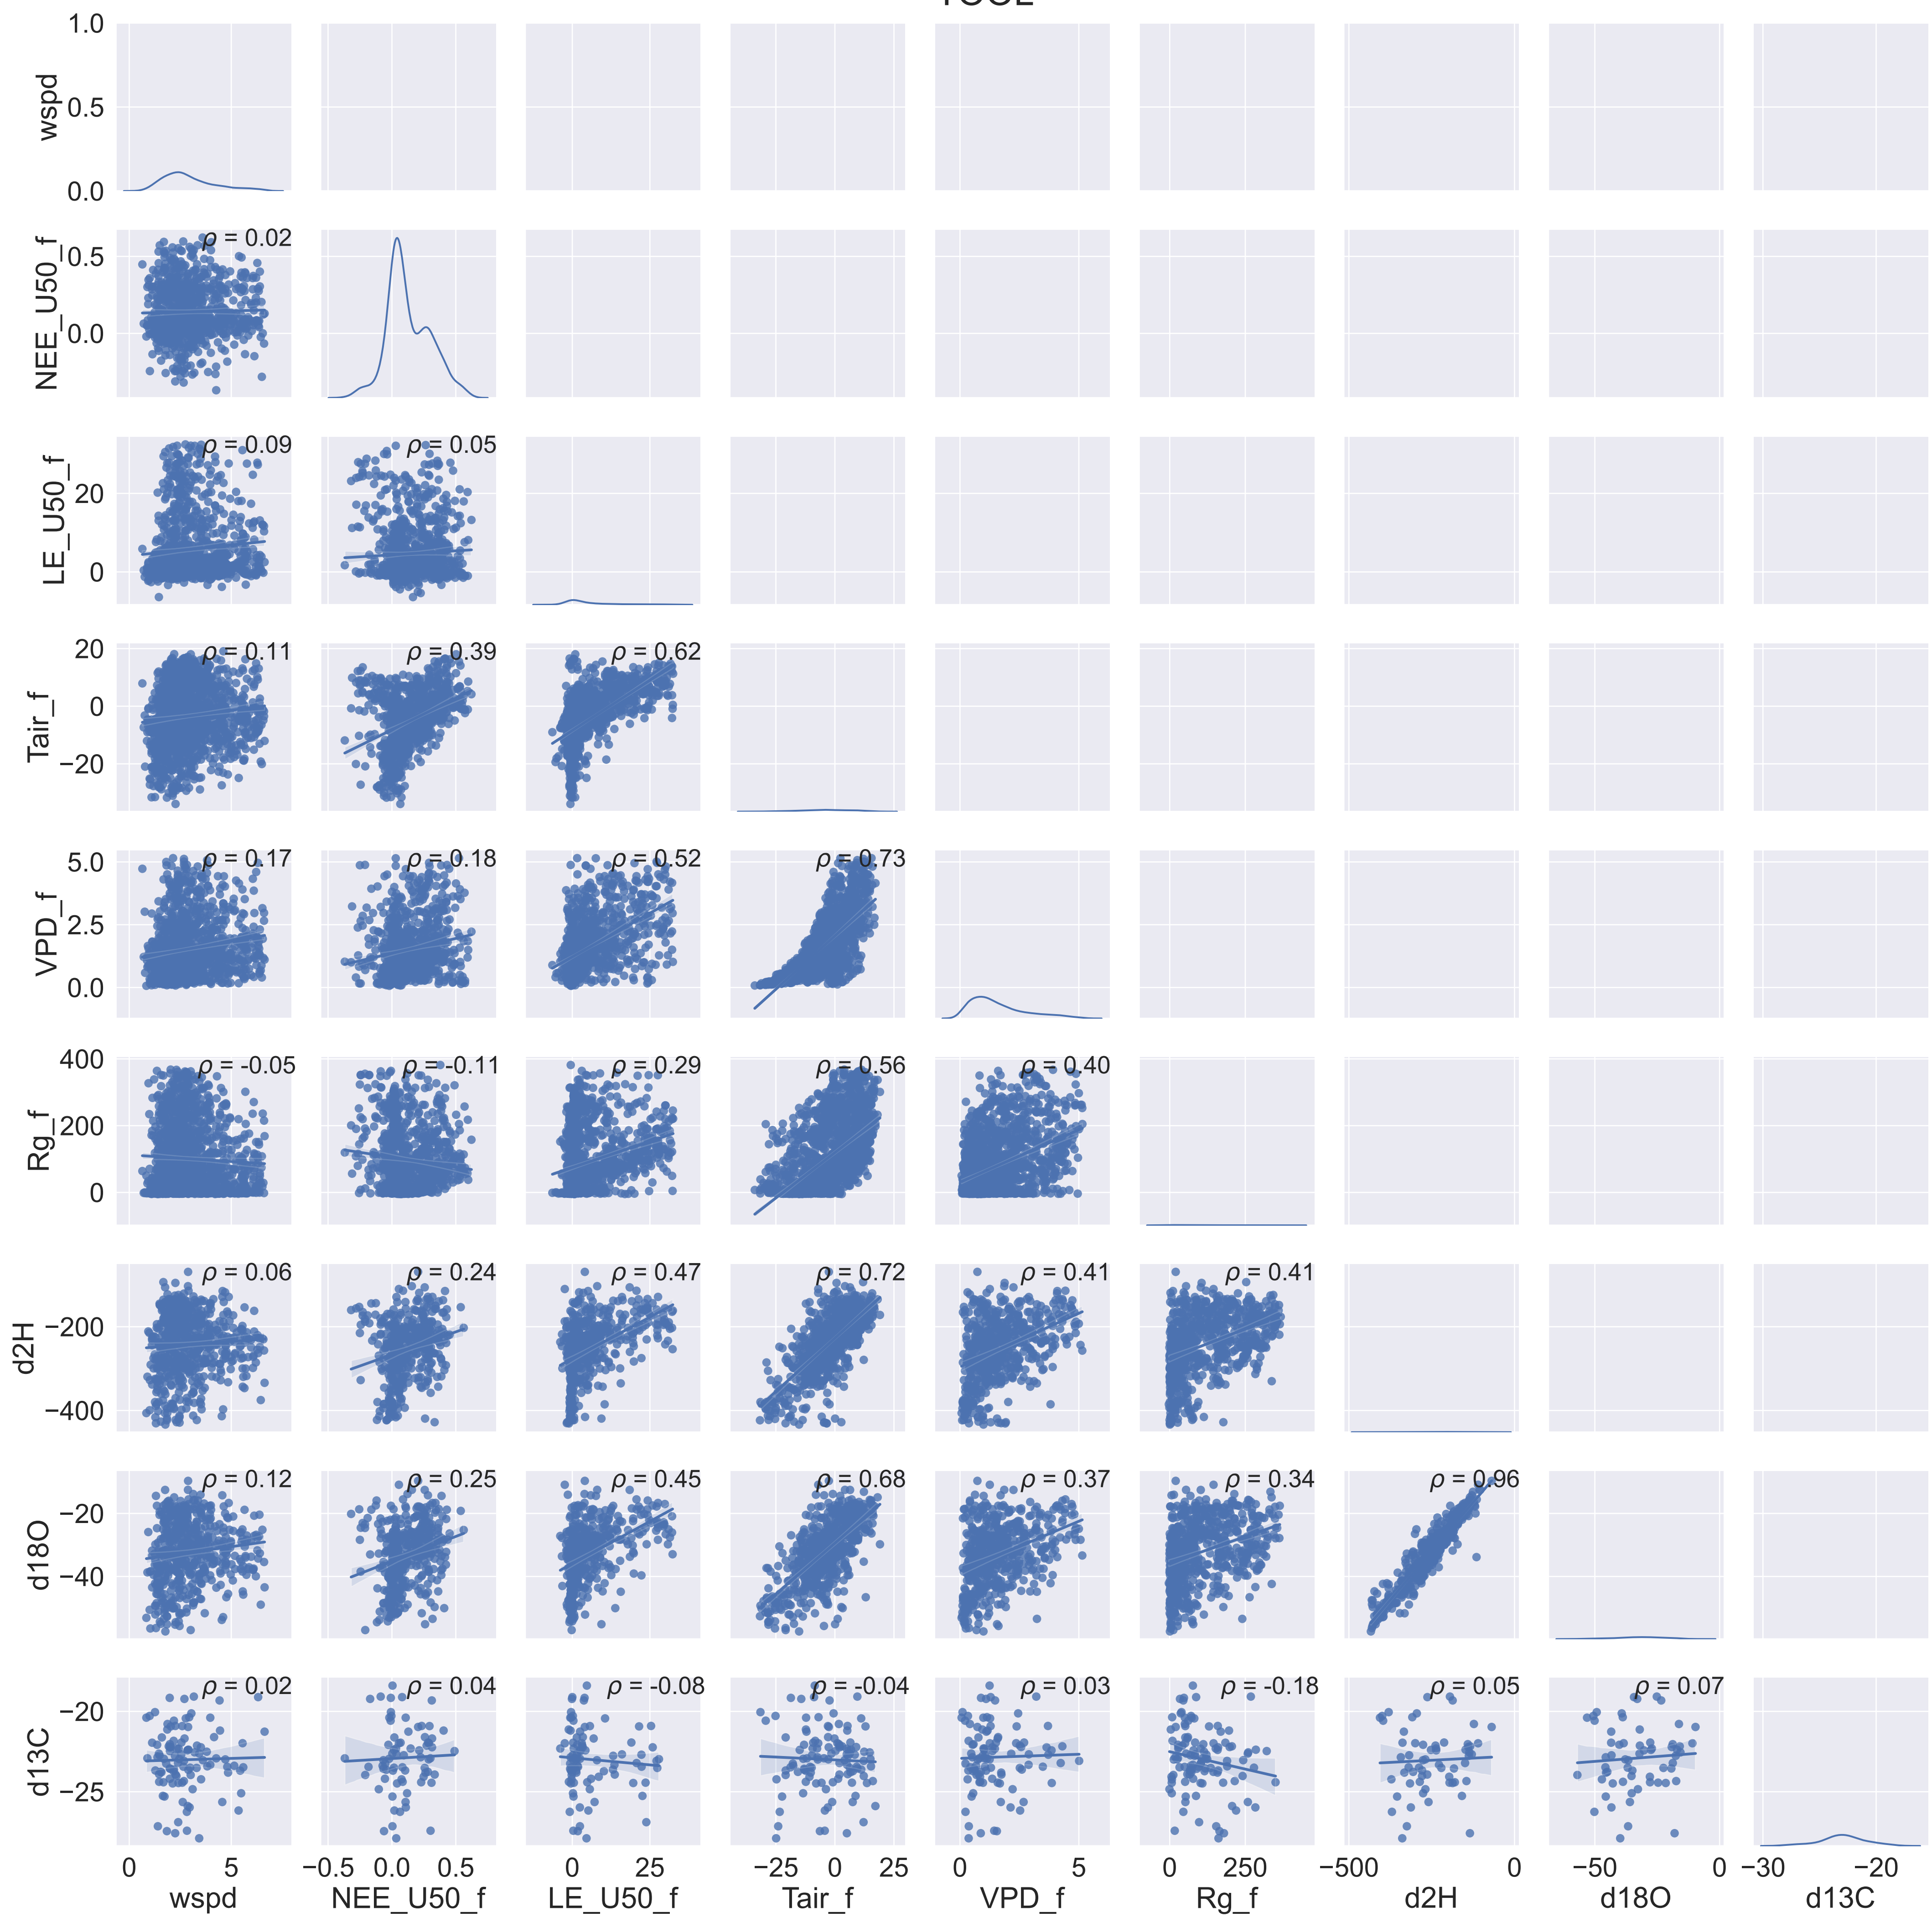 1.0
wspd
0.5
0.0
ρ = 0.02
NEE_U50_f
0.5
0.0
ρ = 0.09 ρ = 0.05
LE_U50_f
20
0
ρ = 0.11 ρ = 0.39 ρ = 0.62
Tair_f
20
0
−20
ρ = 0.17 ρ = 0.18 ρ = 0.52 ρ = 0.73
VPD_f
5.0
2.5
0.0
ρ = -0.05 ρ = -0.11 ρ = 0.29 ρ = 0.56 ρ = 0.40
Rg_f
400
200
0
ρ = 0.06 ρ = 0.24 ρ = 0.47 ρ = 0.72 ρ = 0.41 ρ = 0.41
d2H
−200
−400
ρ = 0.12 ρ = 0.25 ρ = 0.45 ρ = 0.68 ρ = 0.37 ρ = 0.34 ρ = 0.96
d18O
−20
−40
ρ = 0.02 ρ = 0.04 ρ = -0.08 ρ = -0.04 ρ = 0.03 ρ = -0.18 ρ = 0.05 ρ = 0.07
d13C
−20
−25
0 5 −0.5 0.0 0.5 0 25 −25 0 25 0 5 0 250 −500 0 −50 0 −30 −20
wspd NEE_U50_f LE_U50_f Tair_f VPD_f Rg_f d2H d18O d13C